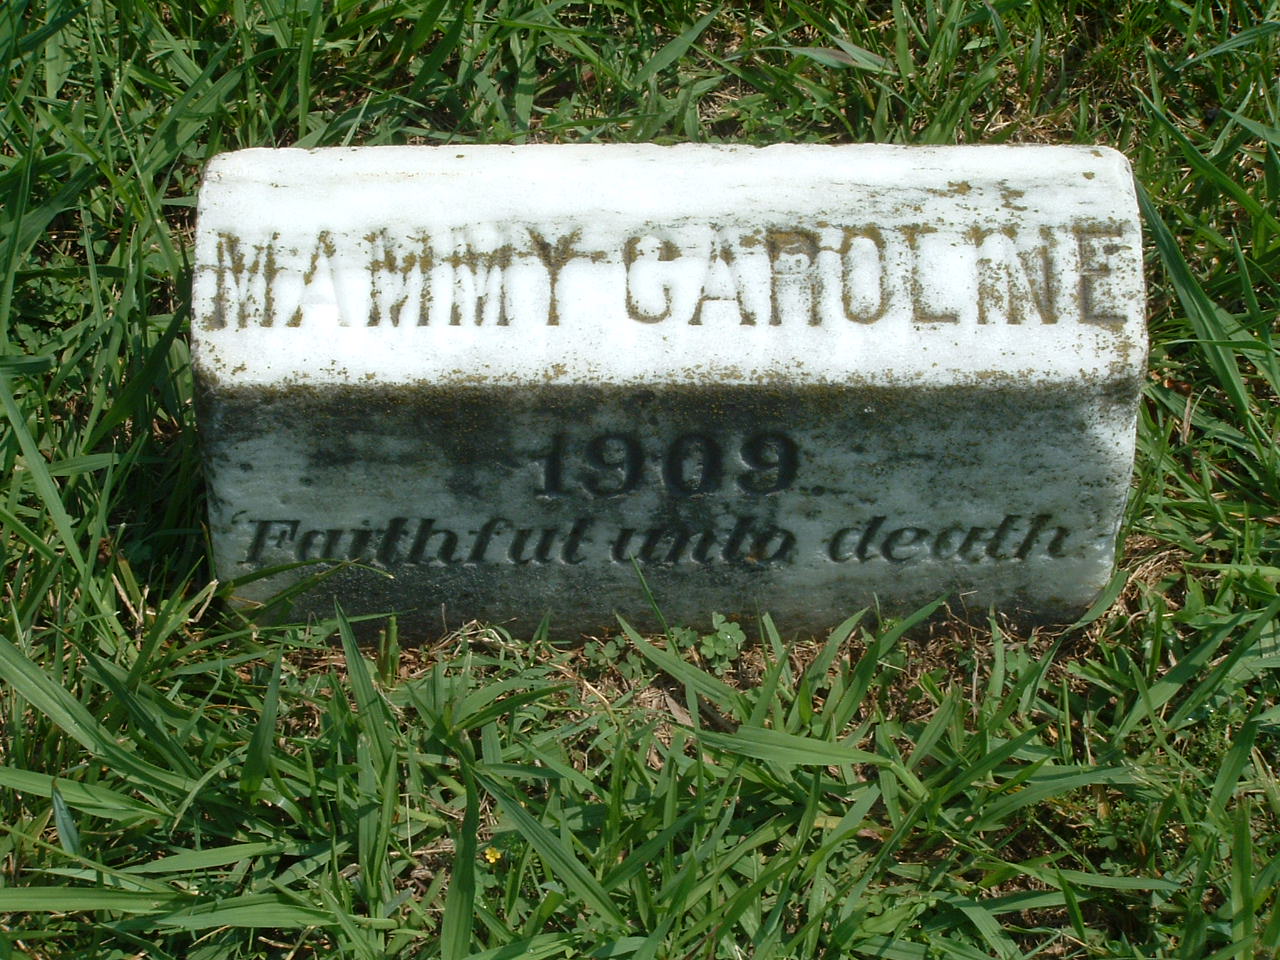 MAMMY CAROLINE
1909
Faithful unto death